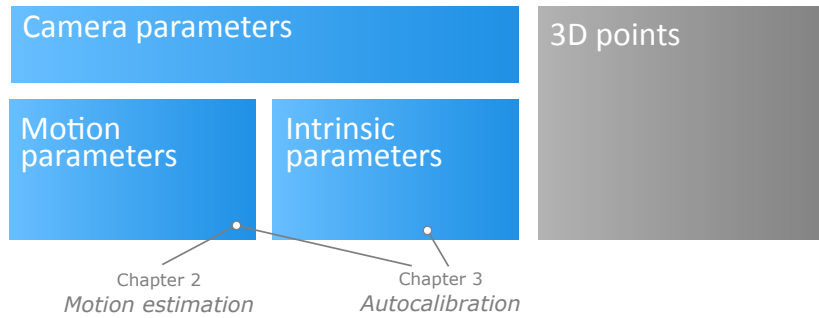 Camera parameters
3D points
Motion
parameters
Intrinsic
parameters
Chapter 2
Motion estimation
Chapter 3
Autocalibration